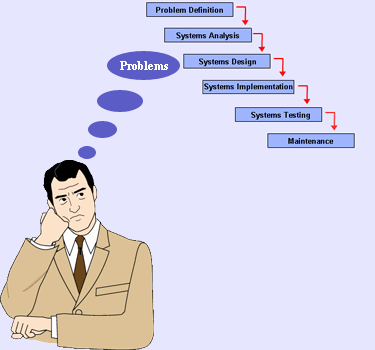 Problem Definition
Systems Analysis
Problems
Systems Design
Systems Implementation
Systems Testing
Maintenance